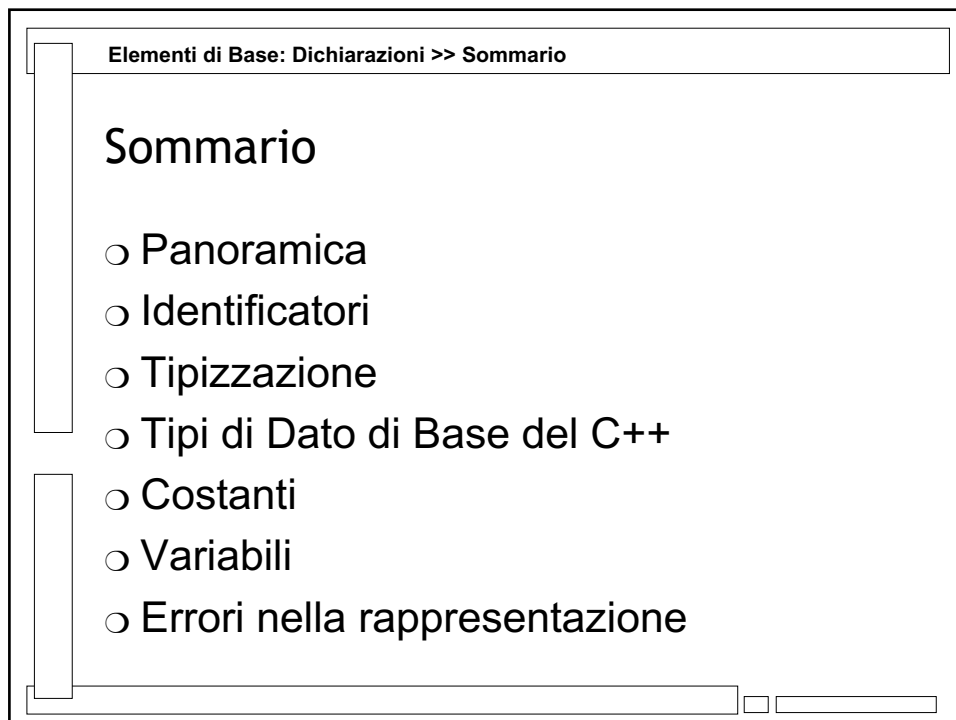 Elementi di Base: Dichiarazioni >> Sommario
Sommario
❍ Panoramica
❍ Identificatori
❍ Tipizzazione
❍ Tipi di Dato di Base del C++
❍ Costanti
❍ Variabili
❍ Errori nella rappresentazione